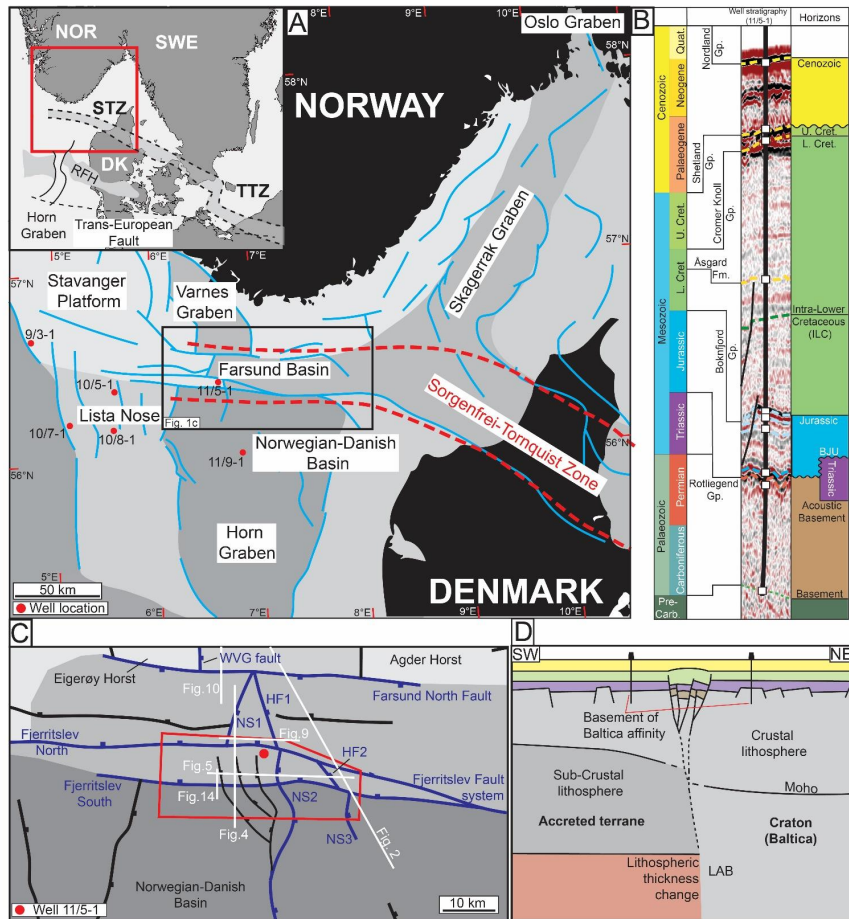 A
NOR
SWE
STZ
DK
RFH
TTZ
Horn
Graben
Trans-European
Fault
8°E
9°E
10°E
Oslo Graben
58°N
58°N
NORWAY
57°N
Skagerrak Graben
5°E
6°E
7°E
57°N
Stavanger
Platform
Varnes
Graben
9/3-1
Farsund Basin
10/5-1
11/5-1
Lista Nose
Fig. 1c
10/7-1
10/8-1
Sorgenfrei-Tornquist Zone
Norwegian-Danish
Basin
11/9-1
56°N
56°N
Horn
Graben
DENMARK
5°E
50 km
Well location
6°E
7°E
8°E
9°E
10°E
B
Well stratigraphy
(11/5-1)
Horizons
Cenozoic
Quat.
Neogene
Palaeogene
Mesozoic
U. Cret.
L. Cret
Jurassic
Triassic
Palaeozoic
Permian
Carboniferous
Pre-
Carb.
Nordland
Gp.
Shetland
Gp.
Cromer Knoll
Gp.
Åsgard
Fm.
Boknfjord
Gp.
Rotliegend
Gp.
Cenozoic
U. Cret.
L. Cret.
Intra-Lower
Cretaceous
(ILC)
Jurassic
BJU
Triassic
Acoustic
Basement
Basement
C
WVG fault
Agder Horst
Eigerøy Horst
Fig.10
HF1
Farsund North Fault
NS1
Fjerritslev
North
Fig.9
HF2
Fig.5
Fjerritslev
South
Fig.14
NS2
Fjerritslev Fault
system
Fig.4
NS3
Fig.2
Norwegian-Danish
Basin
Well 11/5-1
10 km
D
SW
NE
Basement of
Baltica affinity
Crustal
lithosphere
Sub-Crustal
lithosphere
Moho
Accreted terrane
Craton
(Baltica)
Lithospheric
thickness
change
LAB